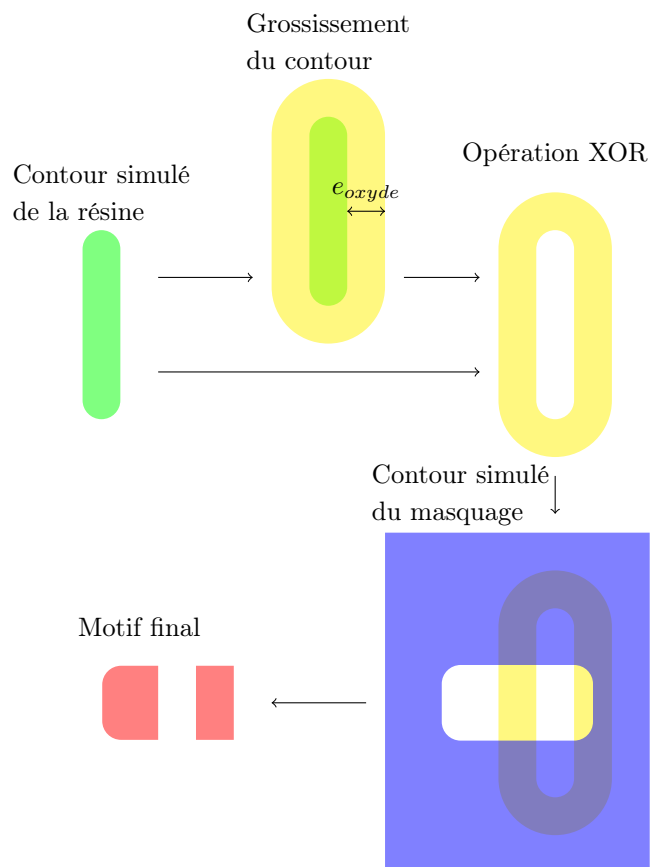 Grossissement
du contour
Opération XOR
Contour simulé
de la résine
e_{oxyde}
Contour simulé
du masquage
Motif final